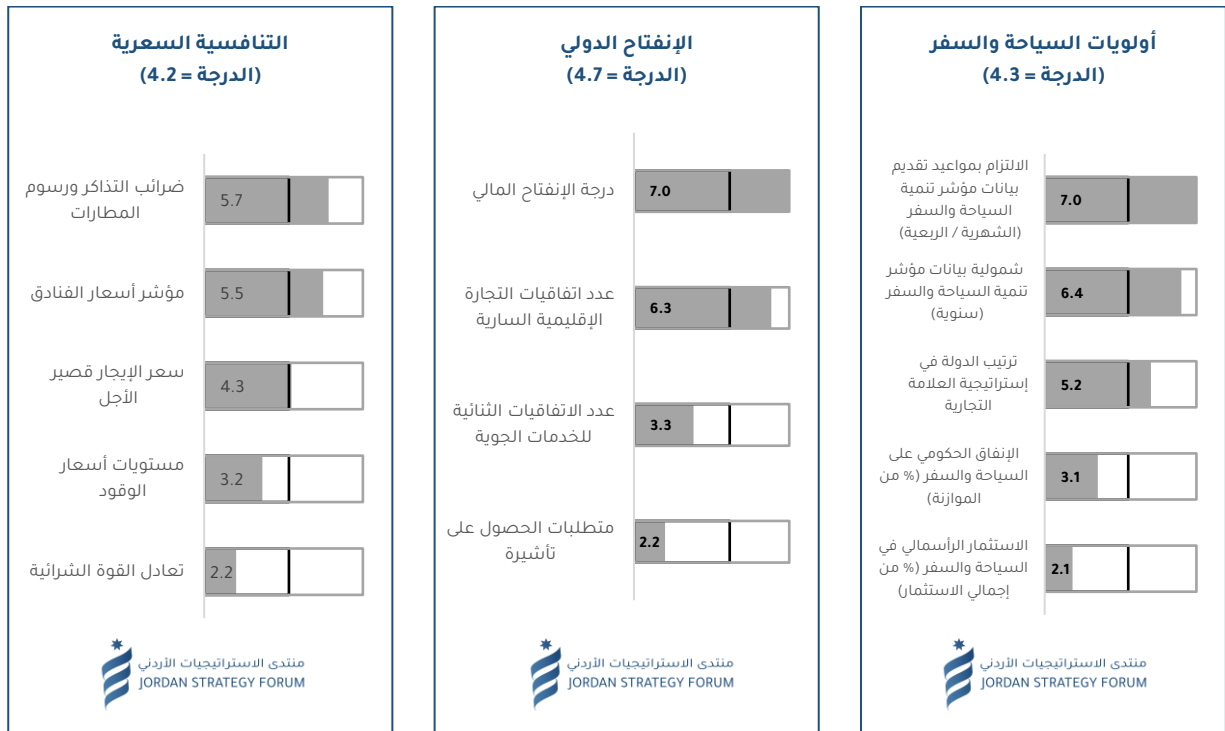 أولويات السياحة والسفر
(الدرجة = 4.3)
الالتزام بمواعيد تقديم
بيانات مؤشر تنمية
السياحة والسفر
(الشهرية / الربعية)
7.0
شمولية بيانات مؤشر
تنمية السياحة والسفر
(سنوية)
6.4
ترتيب الدولة في
إستراتيجية العلامة
التجارية
5.2
الإنفاق الحكومي على
السياحة والسفر (% من
الموازنة)
3.1
الاستثمار الرأسمالي في
السياحة والسفر (% من
إجمالي الاستثمار)
2.1
منتدى الاستراتيجيات الأردني
JORDAN STRATEGY FORUM
الإنفتاح الدولي
(الدرجة = 4.7)
درجة الإنفتاح المالي
7.0
عدد اتفاقيات التجارة
الإقليمية السارية
6.3
عدد الاتفاقيات الثنائية
للخدمات الجوية
3.3
متطلبات الحصول على
تأشيرة
2.2
منتدى الاستراتيجيات الأردني
JORDAN STRATEGY FORUM
التنافسية السعرية
(الدرجة = 4.2)
ضرائب التذاكر ورسوم
المطارات
5.7
مؤشر أسعار الفنادق
5.5
سعر الإيجار قصير
الأجل
4.3
مستويات أسعار
الوقود
3.2
تعادل القوة الشرائية
2.2
منتدى الاستراتيجيات الأردني
JORDAN STRATEGY FORUM